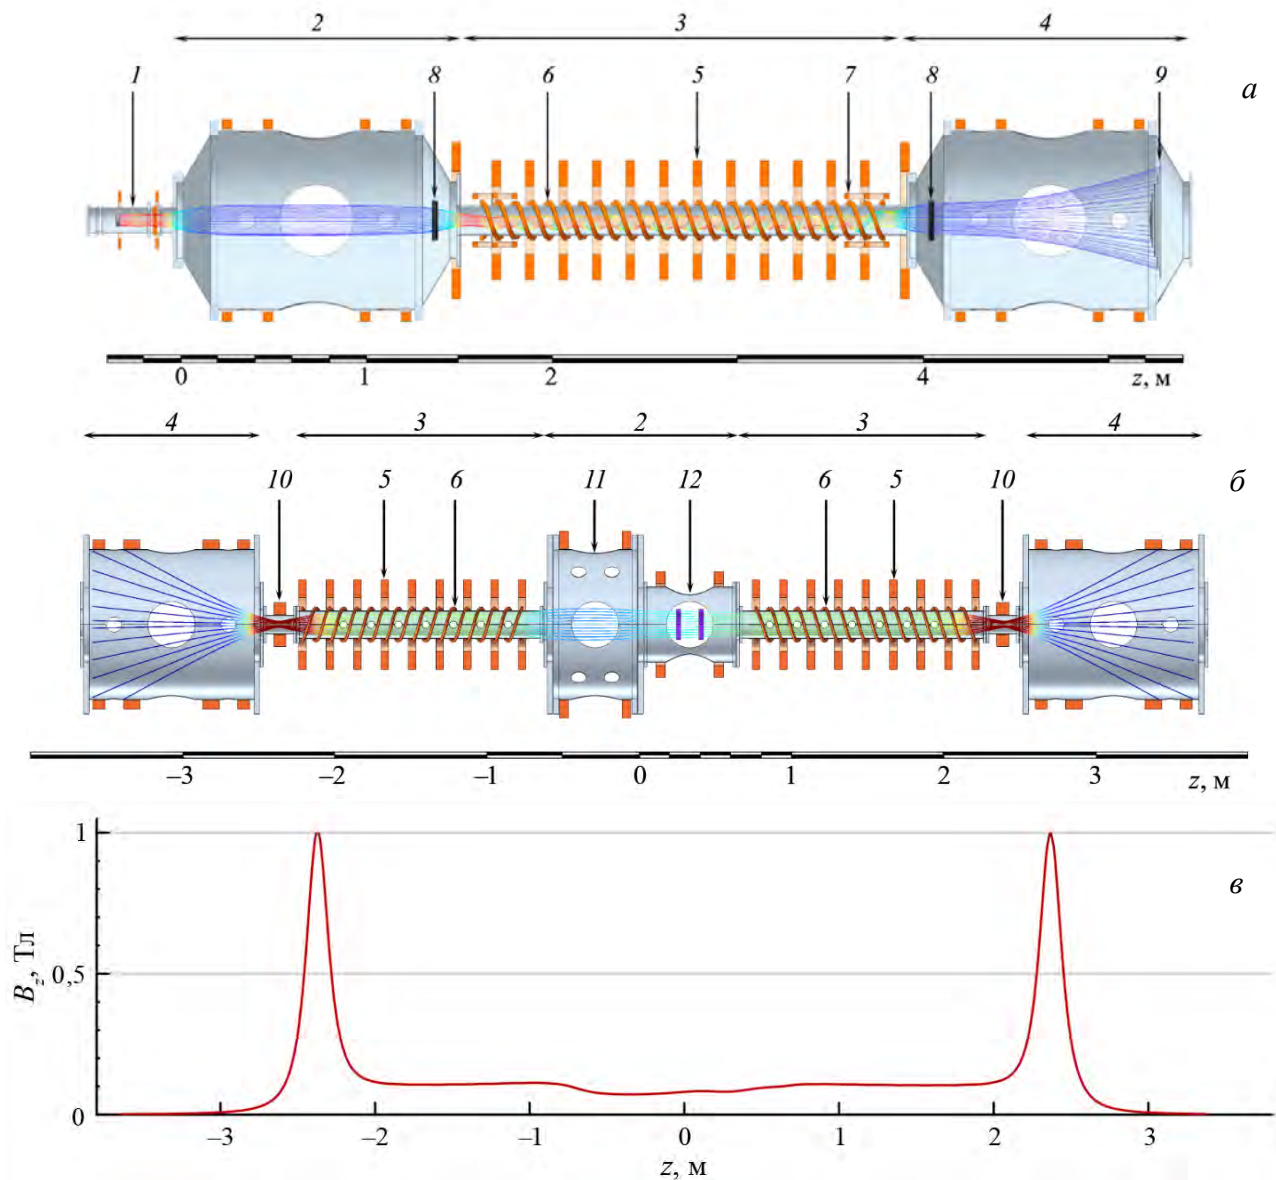 2 3 4
1 8 6 5 7 8 9 а
0 1 2 4 z, м
4 3 2 3 4
10 5 6 11 12 6 5 10 б
–3 –2 –1 0 1 2 3 z, м
1
в
0,5
B_z, Тл
0
–3 –2 –1 0 1 2 3
z, м